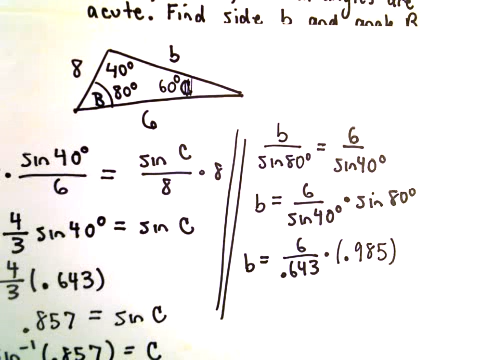 acute. Find side b and angle B
8 40° b
B 80° 60° C
6
· sin 40° / 6 = sin C / 8 · 8
4/3 sin 40° = sin C
4/3 (.643)
.857 = sin C
sin⁻¹(.857) = C
b / sin 80° = 6 / sin 40°
b = 6 / sin 40° · sin 80°
b = 6 / .643 · (.985)